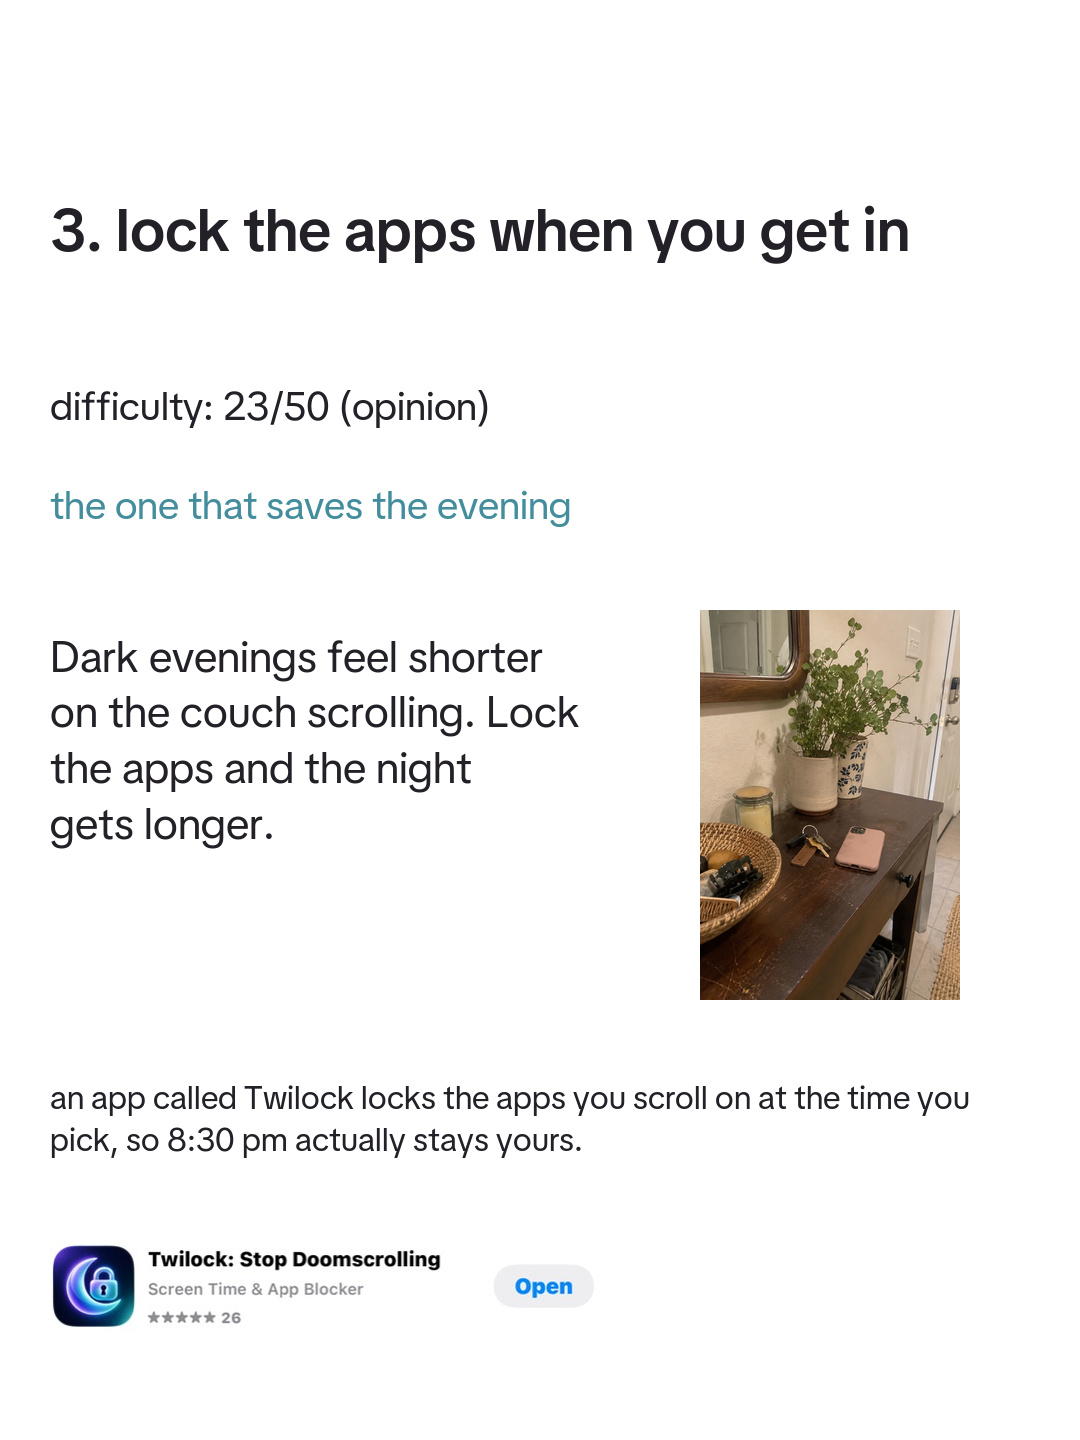 3. lock the apps when you get in
difficulty: 23/50 (opinion)
the one that saves the evening
Dark evenings feel shorter
on the couch scrolling. Lock
the apps and the night
gets longer.
an app called Twilock locks the apps you scroll on at the time you
pick, so 8:30 pm actually stays yours.
Twilock: Stop Doomscrolling
Screen Time & App Blocker
★★★★★ 26
Open